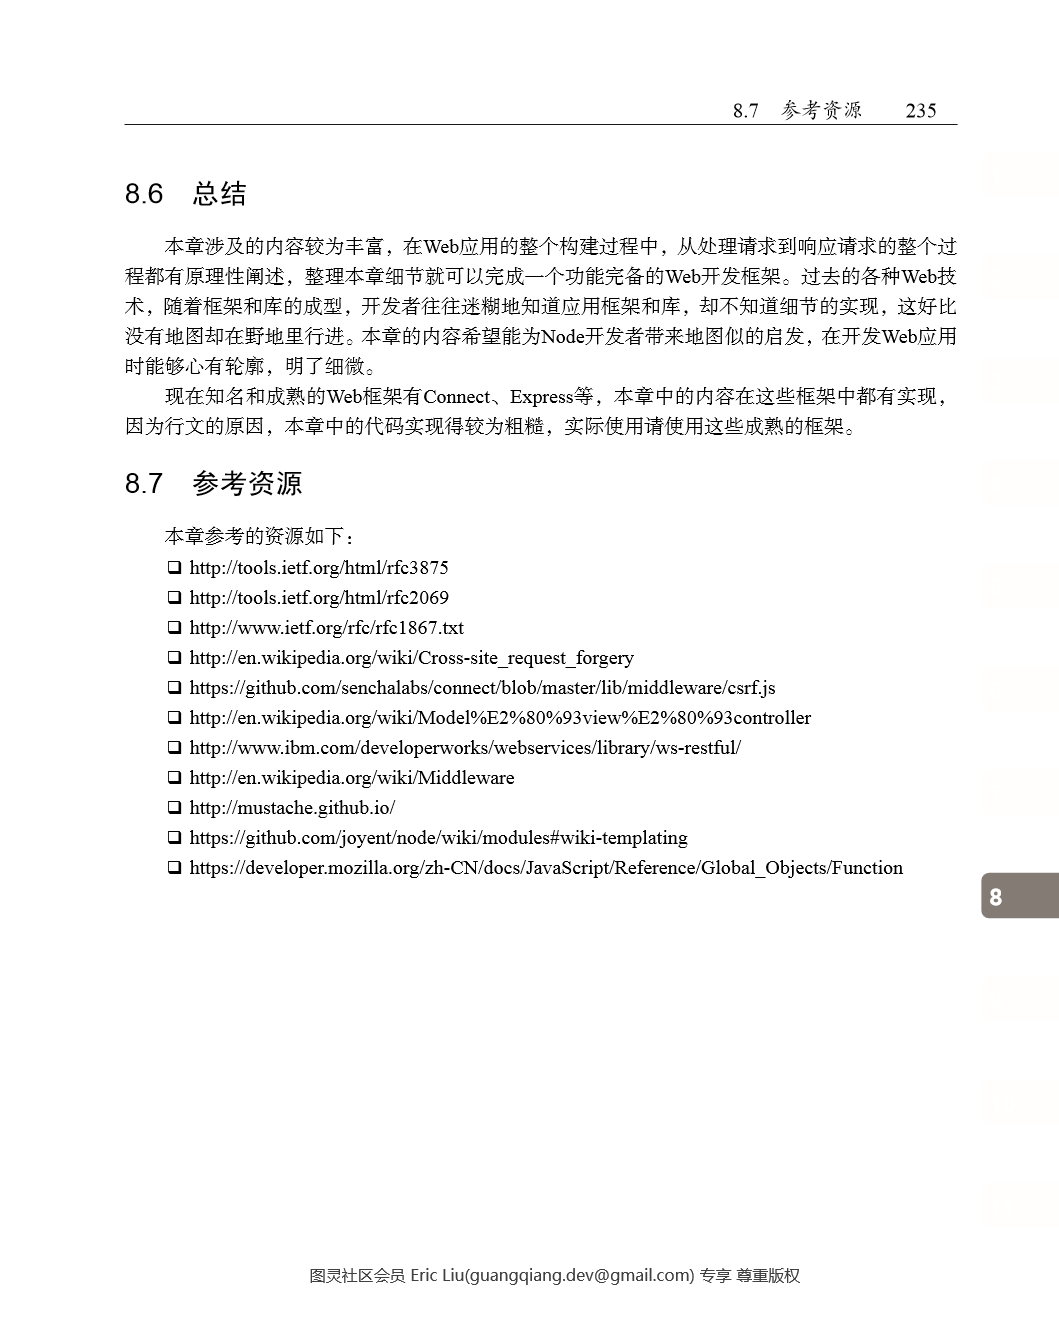 8.7 参考资源 235
8.6 总结
本章涉及的内容较为丰富，在Web应用的整个构建过程中，从处理请求到响应请求的整个过
程都有原理性阐述，整理本章细节就可以完成一个功能完备的Web开发框架。过去的各种Web技
术，随着框架和库的成型，开发者往往迷糊地知道应用框架和库，却不知道细节的实现，这好比
没有地图却在野地里行进。本章的内容希望能为Node开发者带来地图似的启发，在开发Web应用
时能够心有轮廓，明了细微。
现在知名和成熟的Web框架有Connect、Express等，本章中的内容在这些框架中都有实现，
因为行文的原因，本章中的代码实现得较为粗糙，实际使用请使用这些成熟的框架。
8.7 参考资源
本章参考的资源如下：
❑ http://tools.ietf.org/html/rfc3875
❑ http://tools.ietf.org/html/rfc2069
❑ http://www.ietf.org/rfc/rfc1867.txt
❑ http://en.wikipedia.org/wiki/Cross-site_request_forgery
❑ https://github.com/senchalabs/connect/blob/master/lib/middleware/csrf.js
❑ http://en.wikipedia.org/wiki/Model%E2%80%93view%E2%80%93controller
❑ http://www.ibm.com/developerworks/webservices/library/ws-restful/
❑ http://en.wikipedia.org/wiki/Middleware
❑ http://mustache.github.io/
❑ https://github.com/joyent/node/wiki/modules#wiki-templating
❑ https://developer.mozilla.org/zh-CN/docs/JavaScript/Reference/Global_Objects/Function
8
图灵社区会员 Eric Liu(guangqiang.dev@gmail.com) 专享 尊重版权